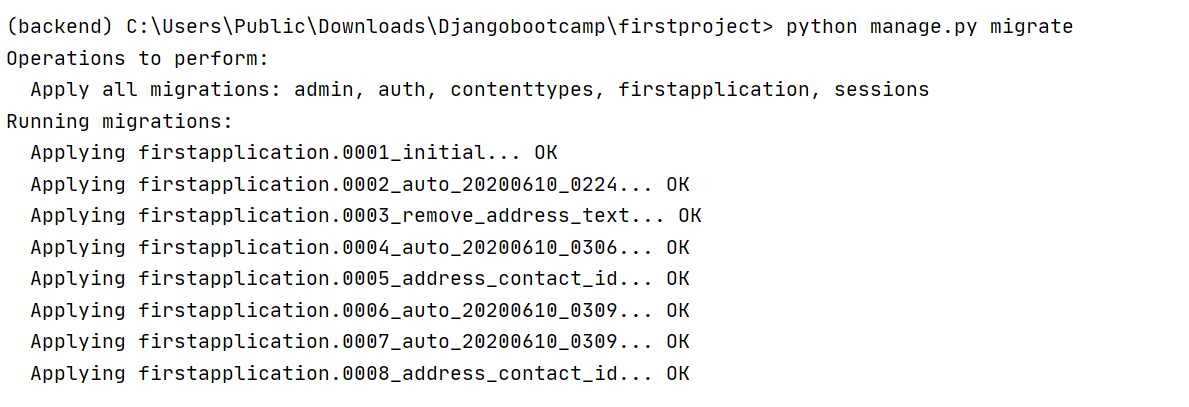 (backend) C:\Users\Public\Downloads\Djangobootcamp\firstproject> python manage.py migrate
Operations to perform:
  Apply all migrations: admin, auth, contenttypes, firstapplication, sessions
Running migrations:
  Applying firstapplication.0001_initial... OK
  Applying firstapplication.0002_auto_20200610_0224... OK
  Applying firstapplication.0003_remove_address_text... OK
  Applying firstapplication.0004_auto_20200610_0306... OK
  Applying firstapplication.0005_address_contact_id... OK
  Applying firstapplication.0006_auto_20200610_0309... OK
  Applying firstapplication.0007_auto_20200610_0309... OK
  Applying firstapplication.0008_address_contact_id... OK